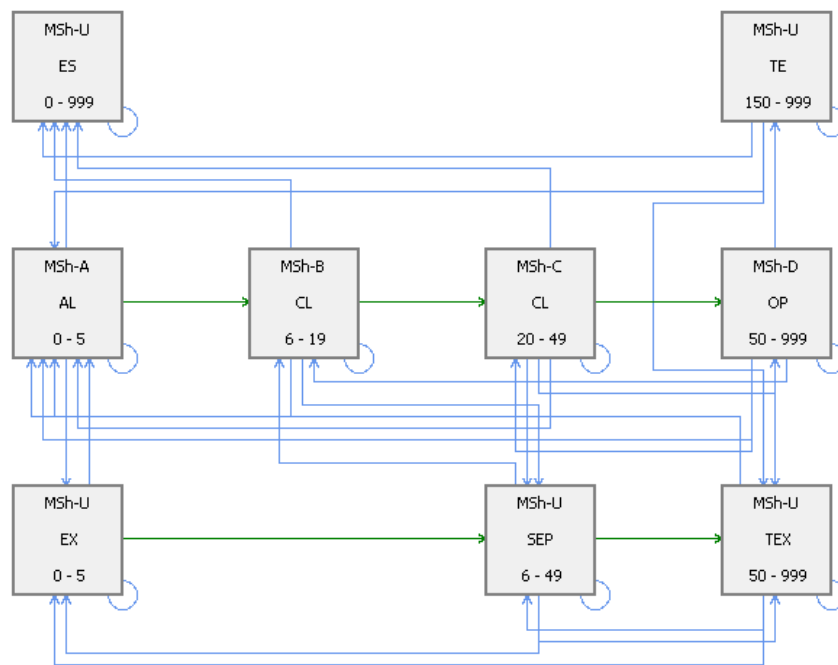 MSh-U
ES
0 - 999
MSh-U
TE
150 - 999
MSh-A
AL
0 - 5
MSh-B
CL
6 - 19
MSh-C
CL
20 - 49
MSh-D
OP
50 - 999
MSh-U
EX
0 - 5
MSh-U
SEP
6 - 49
MSh-U
TEX
50 - 999